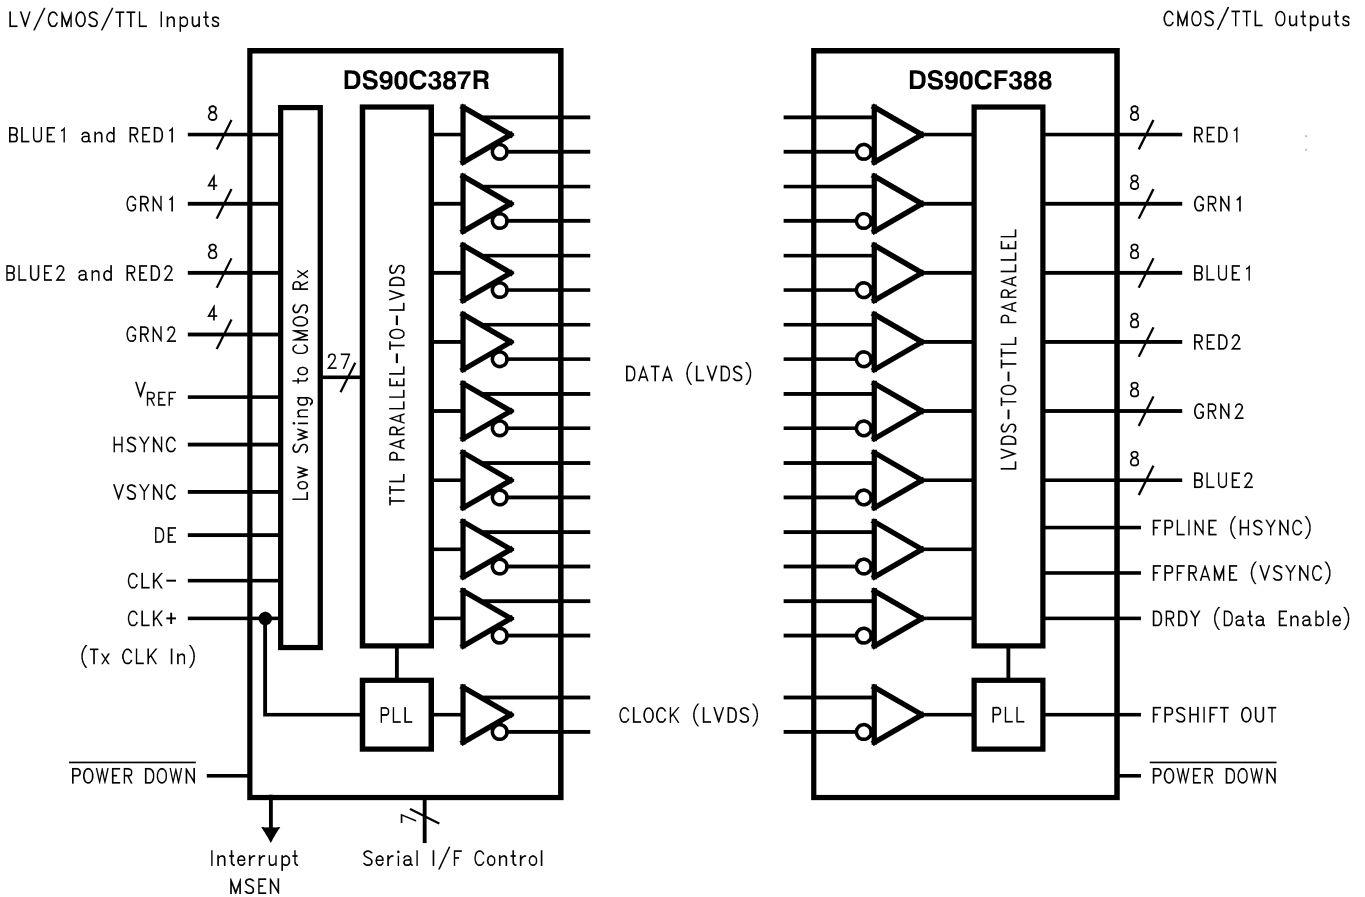 LV/CMOS/TTL Inputs
CMOS/TTL Outputs
DS90C387R
DS90CF388
BLUE1 and RED1
8
GRN1
4
BLUE2 and RED2
8
GRN2
4
VREF
HSYNC
VSYNC
DE
CLK-
CLK+
(Tx CLK In)
POWER DOWN
Low Swing to CMOS Rx
27
TTL PARALLEL-TO-LVDS
PLL
Interrupt
MSEN
7
Serial I/F Control
DATA (LVDS)
CLOCK (LVDS)
LVDS-TO-TTL PARALLEL
PLL
8
RED1
8
GRN1
8
BLUE1
8
RED2
8
GRN2
8
BLUE2
FPLINE (HSYNC)
FPFRAME (VSYNC)
DRDY (Data Enable)
FPSHIFT OUT
POWER DOWN